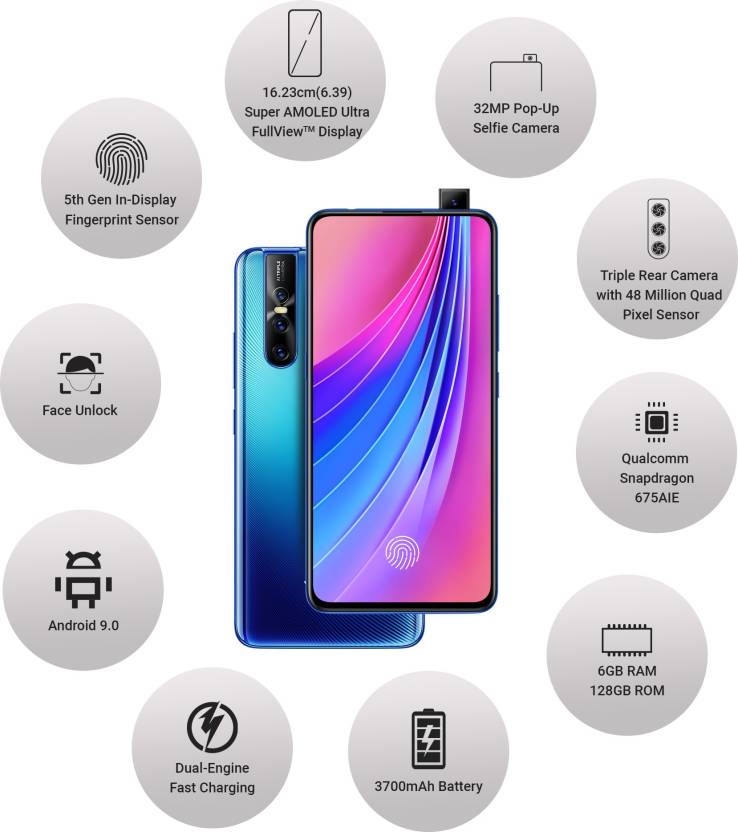 16.23cm(6.39)
Super AMOLED Ultra
FullView™ Display
32MP Pop-Up
Selfie Camera
5th Gen In-Display
Fingerprint Sensor
Triple Rear Camera
with 48 Million Quad
Pixel Sensor
Face Unlock
Qualcomm
Snapdragon
675AIE
Android 9.0
6GB RAM
128GB ROM
Dual-Engine
Fast Charging
3700mAh Battery
AI TRIPLE